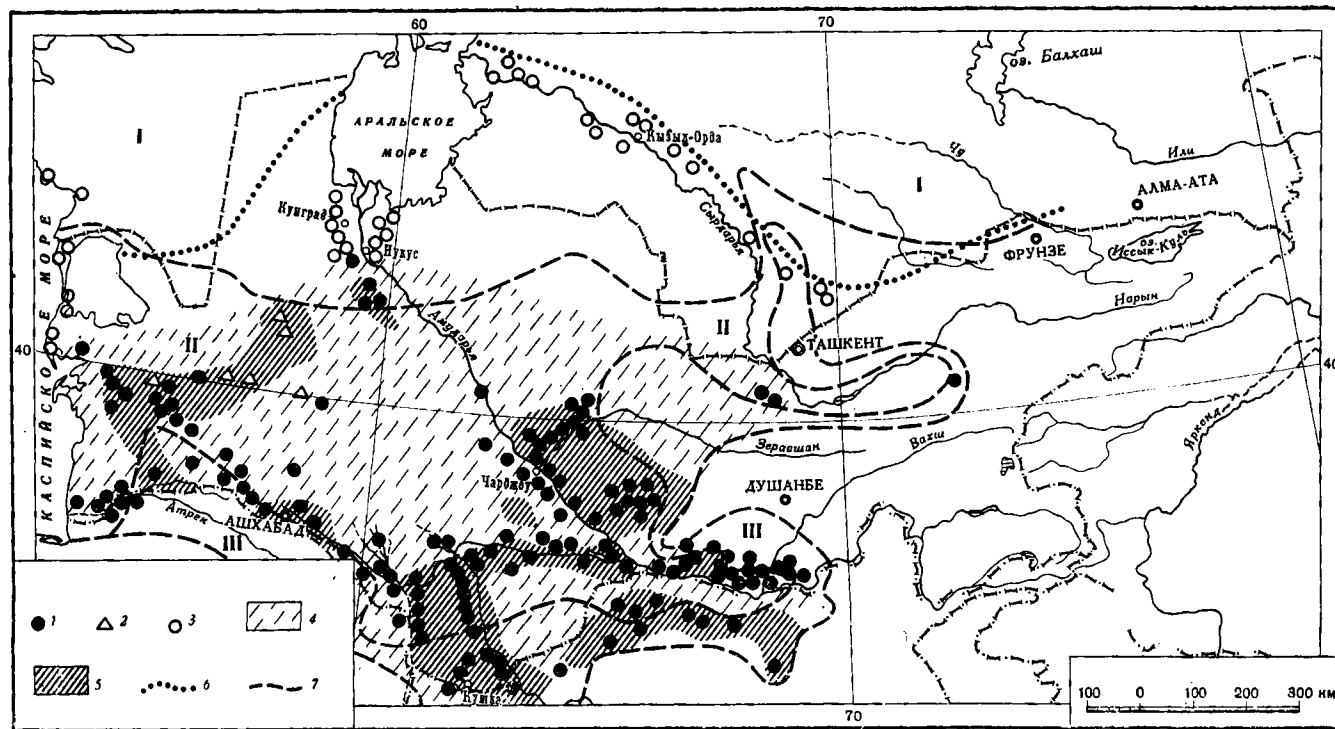 60
70
оз. Балхаш
АРАЛЬСКОЕ
МОРЕ
Кзыл-Орда
I
I
Чу
Или
АЛМА-АТА
Кунград
Сырдарья
Нукус
ФРУНЗЕ
оз.
Иссык-Куль
КАСПИЙСКОЕ МОРЕ
Нарын
Амударья
II
II
ТАШКЕНТ
40
40
Зеравшан
Вахш
Яркенд
Чарджоу
ДУШАНБЕ
Атрек
АШХАБАД
III
III
1
2
3
4
5
6
7
Кушка
70
100 0 100 200 300 км